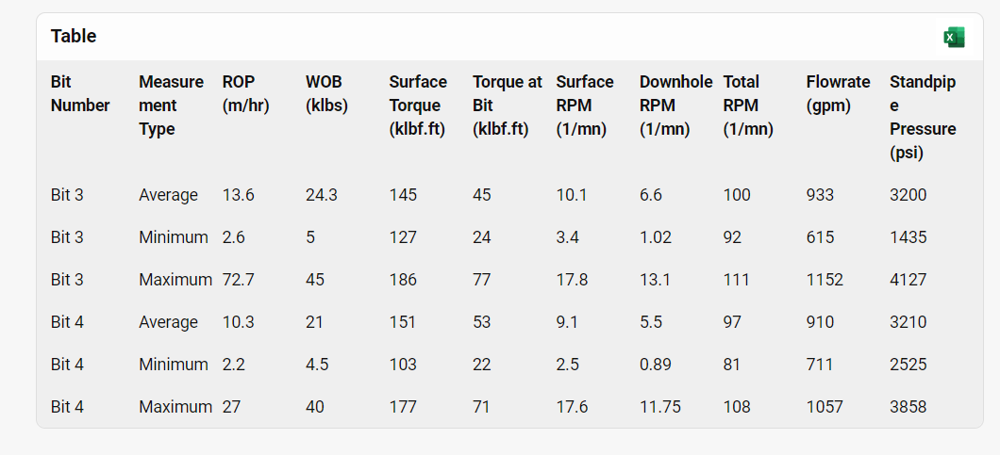 Table
Bit Number Measure ment Type ROP (m/hr) WOB (klbs) Surface Torque (klbf.ft) Torque at Bit (klbf.ft) Surface RPM (1/mn) Downhole RPM (1/mn) Total RPM (1/mn) Flowrate (gpm) Standpip e Pressure (psi)
Bit 3 Average 13.6 24.3 145 45 10.1 6.6 100 933 3200
Bit 3 Minimum 2.6 5 127 24 3.4 1.02 92 615 1435
Bit 3 Maximum 72.7 45 186 77 17.8 13.1 111 1152 4127
Bit 4 Average 10.3 21 151 53 9.1 5.5 97 910 3210
Bit 4 Minimum 2.2 4.5 103 22 2.5 0.89 81 711 2525
Bit 4 Maximum 27 40 177 71 17.6 11.75 108 1057 3858